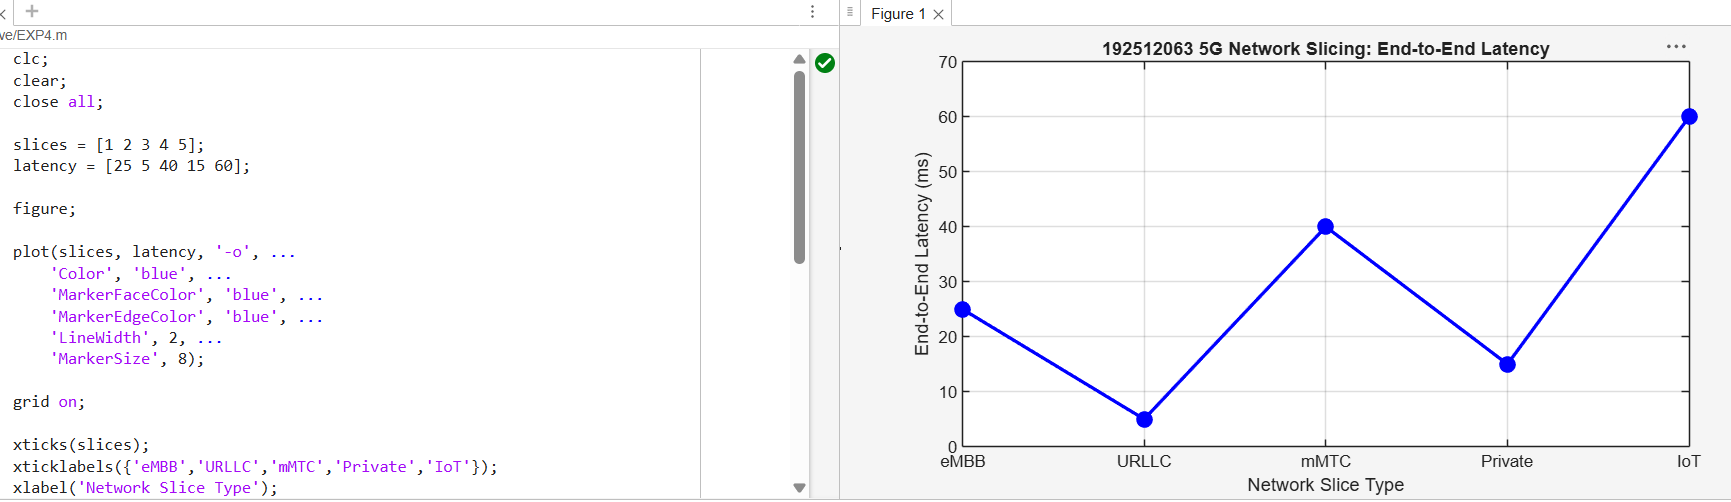 ve/EXP4.m
clc;
clear;
close all;
slices = [1 2 3 4 5];
latency = [25 5 40 15 60];
figure;
plot(slices, latency, '-o', ...
'Color', 'blue', ...
'MarkerFaceColor', 'blue', ...
'MarkerEdgeColor', 'blue', ...
'LineWidth', 2, ...
'MarkerSize', 8);
grid on;
xticks(slices);
xticklabels({'eMBB','URLLC','mMTC','Private','IoT'});
xlabel('Network Slice Type');
Figure 1
192512063 5G Network Slicing: End-to-End Latency
End-to-End Latency (ms)
70
60
50
40
30
20
10
0
eMBB URLLC mMTC Private IoT
Network Slice Type